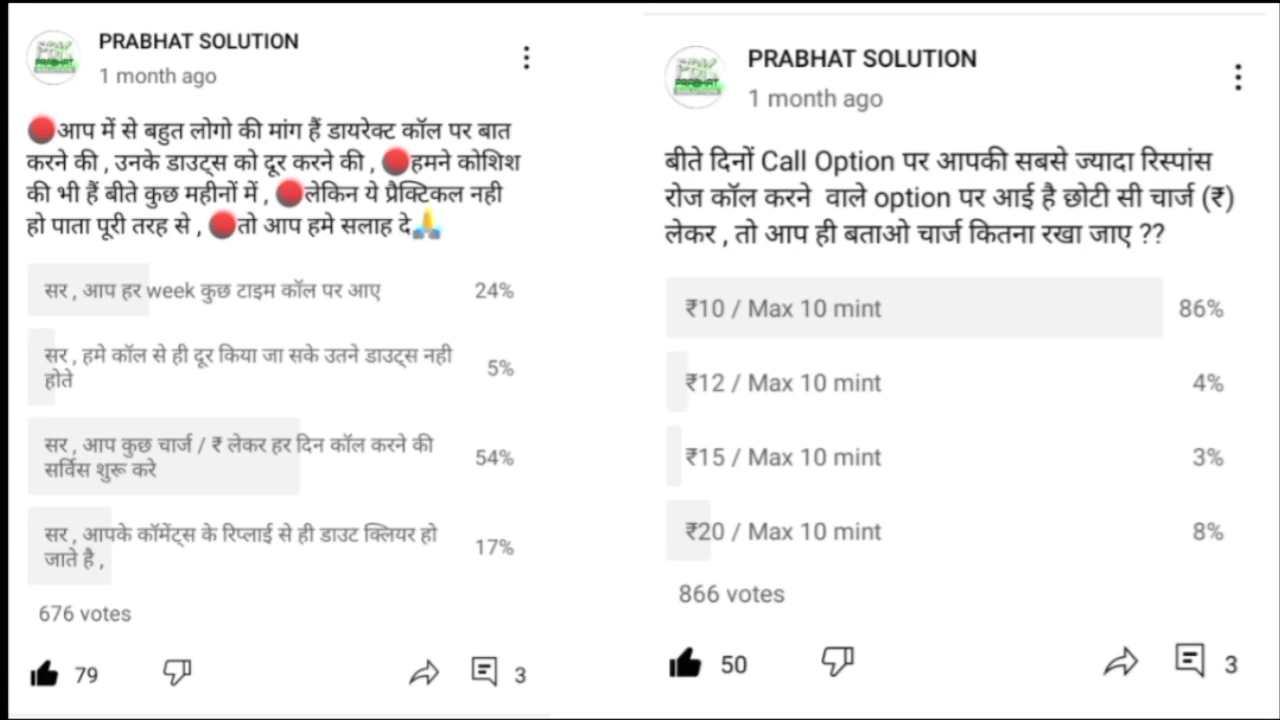 PRABHAT SOLUTION
1 month ago
🔴आप में से बहुत लोगो की मांग हैं डायरेक्ट कॉल पर बात
करने की , उनके डाउट्स को दूर करने की , 🔴हमने कोशिश
की भी हैं बीते कुछ महीनों में , 🔴लेकिन ये प्रैक्टिकल नही
हो पाता पूरी तरह से , 🔴तो आप हमे सलाह दे🙏
सर , आप हर week कुछ टाइम कॉल पर आए 24%
सर , हमे कॉल से ही दूर किया जा सके उतने डाउट्स नही
होते 5%
सर , आप कुछ चार्ज / ₹ लेकर हर दिन कॉल करने की
सर्विस शुरू करे 54%
सर , आपके कॉमेंट्स के रिप्लाई से ही डाउट क्लियर हो
जाते है , 17%
676 votes
79 3
PRABHAT SOLUTION
1 month ago
बीते दिनों Call Option पर आपकी सबसे ज्यादा रिस्पांस
रोज कॉल करने वाले option पर आई है छोटी सी चार्ज (₹)
लेकर , तो आप ही बताओ चार्ज कितना रखा जाए ??
₹10 / Max 10 mint 86%
₹12 / Max 10 mint 4%
₹15 / Max 10 mint 3%
₹20 / Max 10 mint 8%
866 votes
50 3